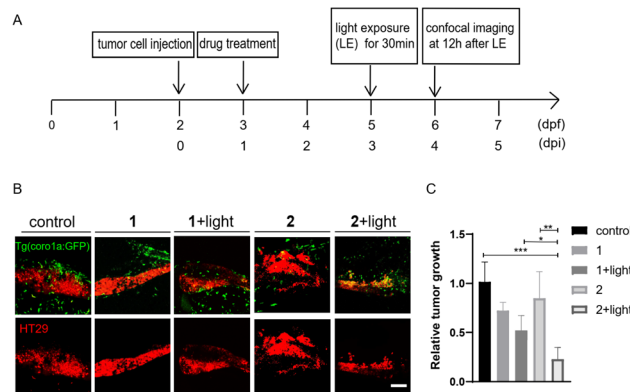 A
tumor cell injection
drug treatment
light exposure
(LE) for 30min
confocal imaging
at 12h after LE
0 1 2 3 4 5 6 7 (dpf)
0 1 2 3 4 5 (dpi)
B
control 1 1+light 2 2+light
Tg(coro1a:GFP)
HT29
C
Relative tumor growth
1.5
1.0
0.5
0.0
**
*
***
control
1
1+light
2
2+light